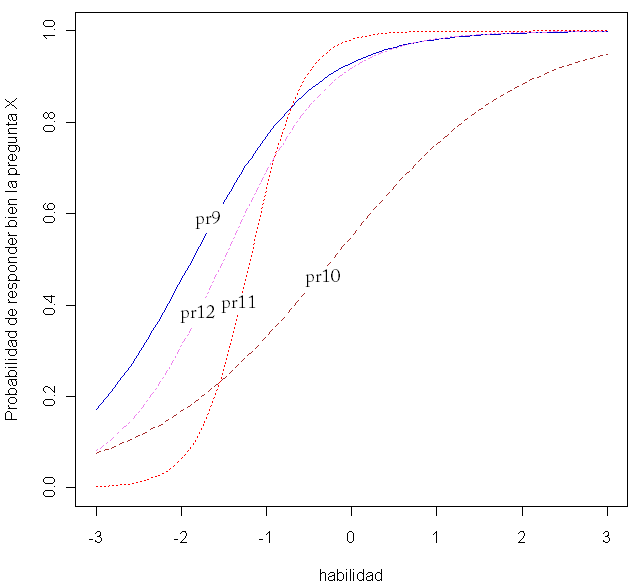 Probabilidad de responder bien la pregunta X
1.0
0.8
0.6
0.4
0.2
0.0
pr9
pr10
pr11
pr12
-3
-2
-1
0
1
2
3
habilidad